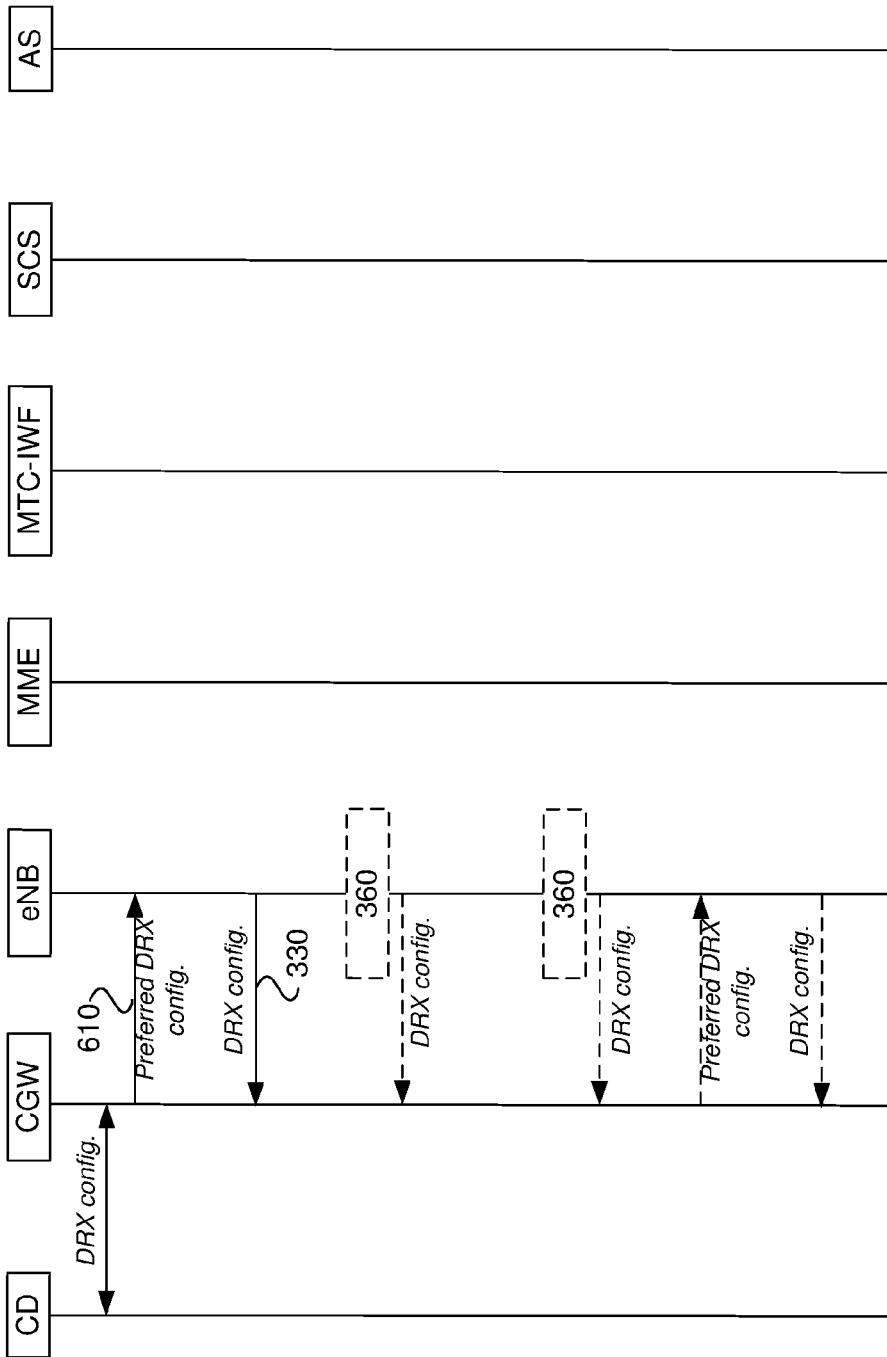 CD
CGW
eNB
MME
MTC-IWF
SCS
AS
DRX config.
610
Preferred DRX
config.
DRX config.
330
360
DRX config.
360
DRX config.
Preferred DRX
config.
DRX config.